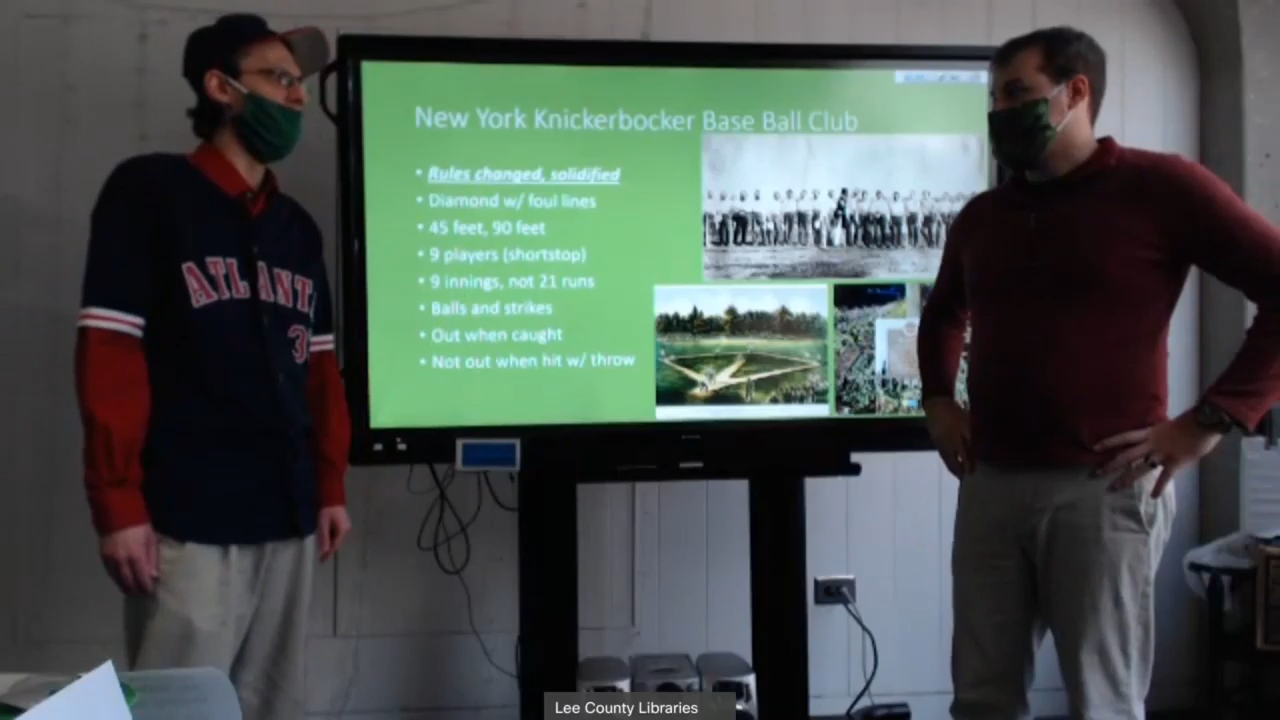 New York Knickerbocker Base Ball Club
• Rules changed, solidified
• Diamond w/ foul lines
• 45 feet, 90 feet
• 9 players (shortstop)
• 9 innings, not 21 runs
• Balls and strikes
• Out when caught
• Not out when hit w/ throw
ATLANT
3
Lee County Libraries